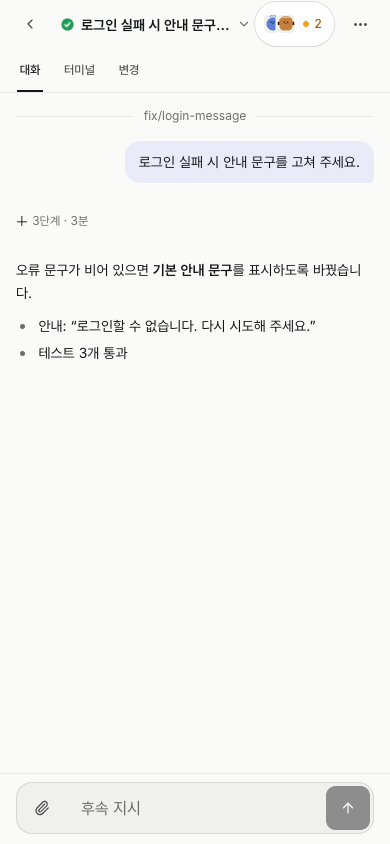 로그인 실패 시 안내 문구...
2
대화
터미널
변경
fix/login-message
로그인 실패 시 안내 문구를 고쳐 주세요.
3단계 · 3분
오류 문구가 비어 있으면 기본 안내 문구를 표시하도록 바꿨습니
다.
• 안내: “로그인할 수 없습니다. 다시 시도해 주세요.”
• 테스트 3개 통과
후속 지시